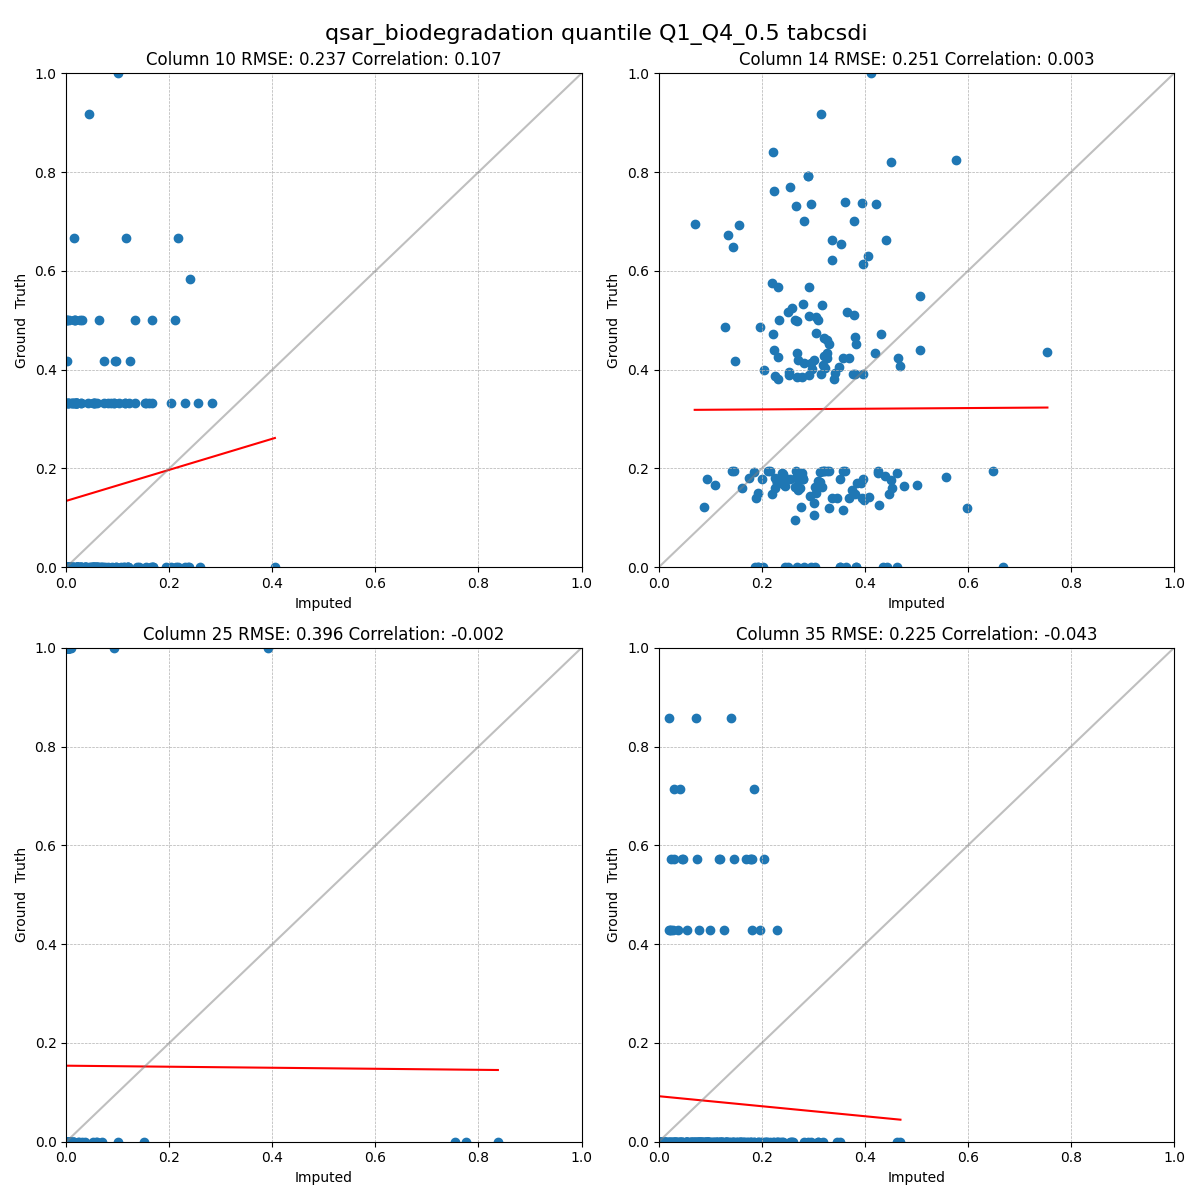 qsar_biodegradation quantile Q1_Q4_0.5 tabcsdi
Column 10 RMSE: 0.237 Correlation: 0.107
1.0
0.8
0.6
0.4
0.2
0.0
Ground Truth
0.0 0.2 0.4 0.6 0.8 1.0
Imputed
Column 14 RMSE: 0.251 Correlation: 0.003
1.0
0.8
0.6
0.4
0.2
0.0
Ground Truth
0.0 0.2 0.4 0.6 0.8 1.0
Imputed
Column 25 RMSE: 0.396 Correlation: -0.002
1.0
0.8
0.6
0.4
0.2
0.0
Ground Truth
0.0 0.2 0.4 0.6 0.8 1.0
Imputed
Column 35 RMSE: 0.225 Correlation: -0.043
1.0
0.8
0.6
0.4
0.2
0.0
Ground Truth
0.0 0.2 0.4 0.6 0.8 1.0
Imputed